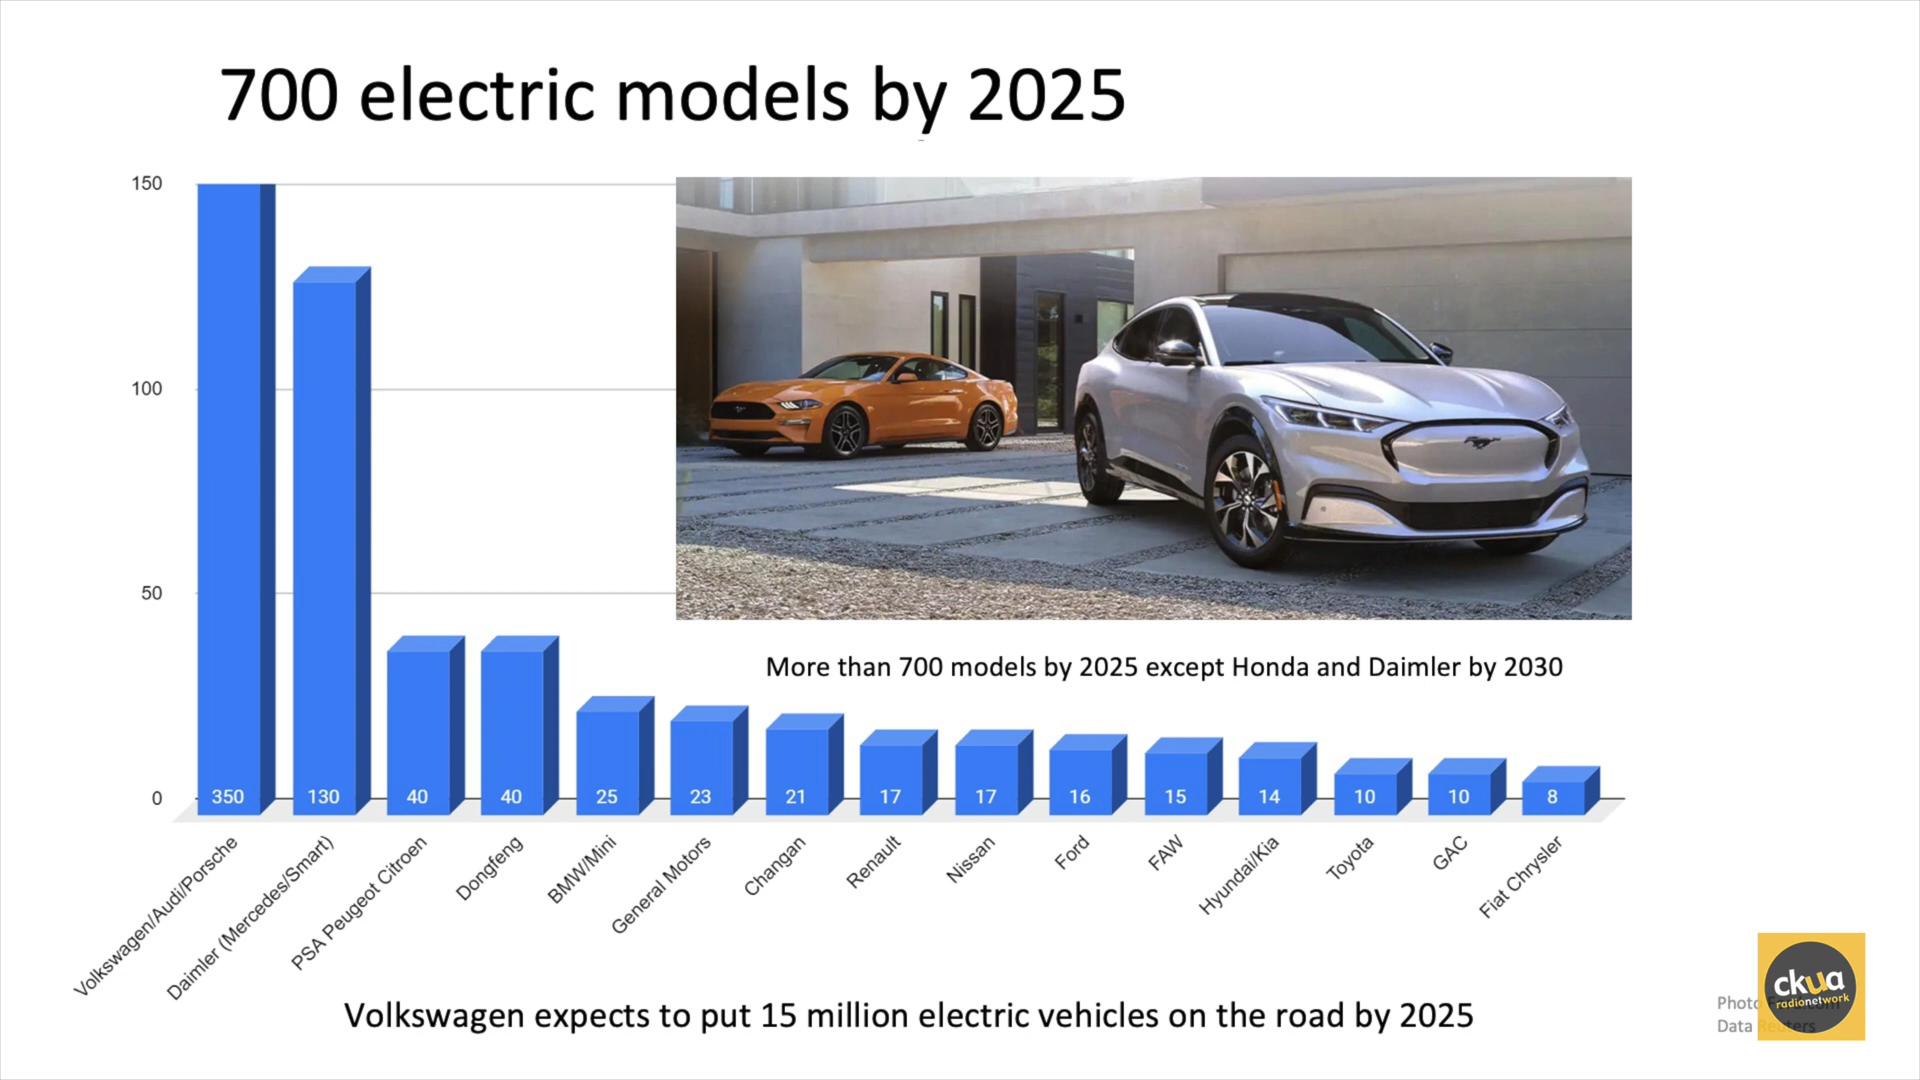 700 electric models by 2025
150
100
50
0
350
130
40
40
25
23
21
17
17
16
15
14
10
10
8
Volkswagen/Audi/Porsche
Daimler (Mercedes/Smart)
PSA Peugeot Citroen
Dongfeng
BMW/Mini
General Motors
Changan
Renault
Nissan
Ford
FAW
Hyundai/Kia
Toyota
GAC
Fiat Chrysler
More than 700 models by 2025 except Honda and Daimler by 2030
Volkswagen expects to put 15 million electric vehicles on the road by 2025
Photo
Data Reuters
ckua
radionetwork